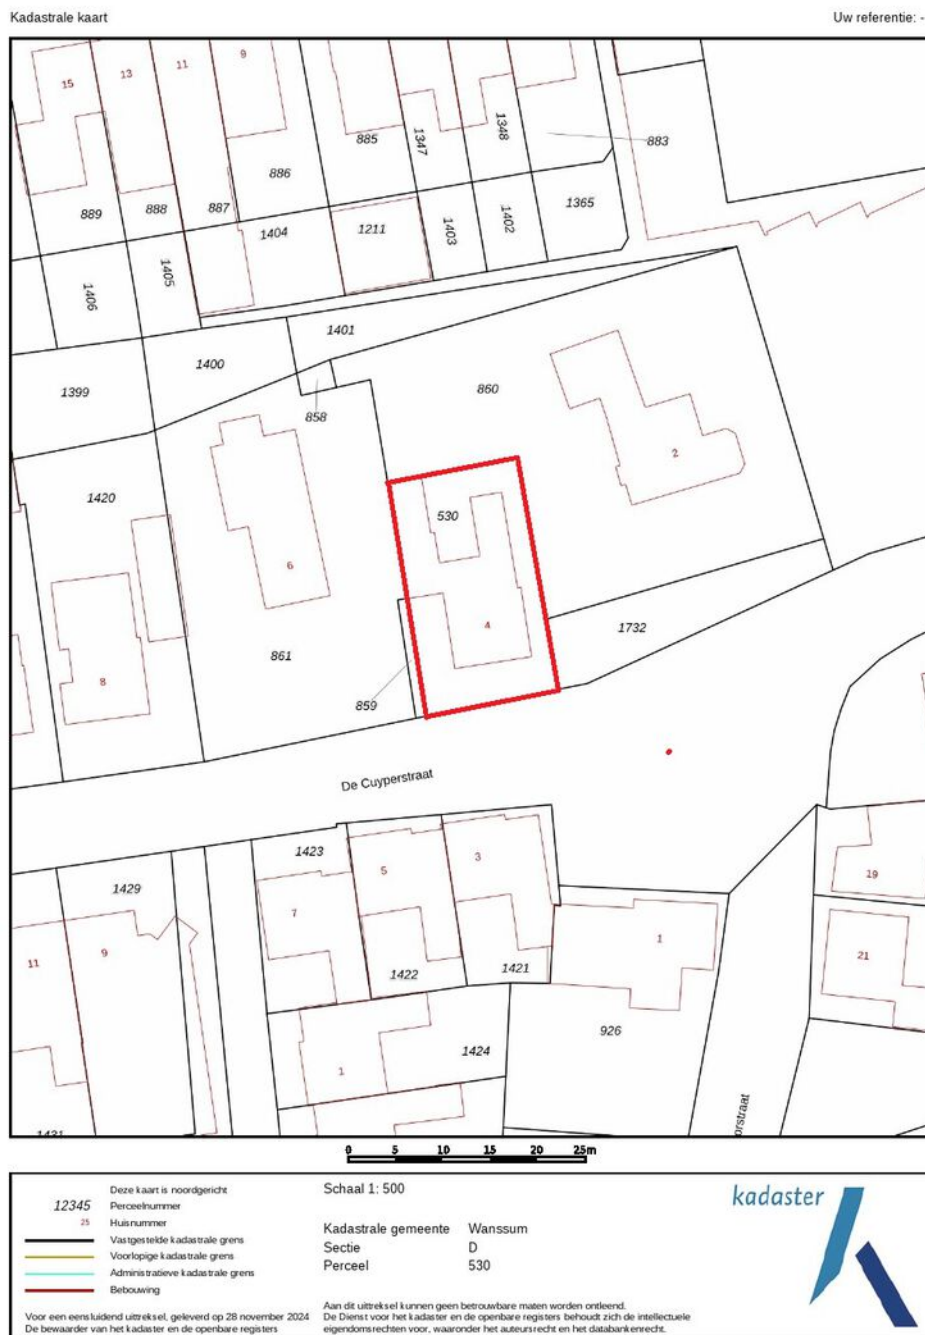 Kadastrale kaart
Uw referentie: -
15
13
11
9
885
1347
1348
883
886
889
888
887
1404
1211
1403
1402
1365
1406
1405
1401
1400
1399
858
860
2
1420
530
6
4
1732
861
8
859
De Cuyperstraat
1423
5
3
19
1429
7
1
21
11
9
1422
1421
926
1424
1
orstraat
1431
0 5 10 15 20 25m
Deze kaart is noordgericht
12345 Perceelnummer
25 Huisnummer
Vastgestelde kadastrale grens
Voorlopige kadastrale grens
Administratieve kadastrale grens
Bebouwing
Voor een eensluidend uittreksel, geleverd op 28 november 2024
De bewaarder van het kadaster en de openbare registers
Schaal 1: 500
Kadastrale gemeente Wanssum
Sectie D
Perceel 530
Aan dit uittreksel kunnen geen betrouwbare maten worden ontleend.
De Dienst voor het kadaster en de openbare registers behoudt zich de intellectuele
eigendomsrechten voor, waaronder het auteursrecht en het databankenrecht.
kadaster